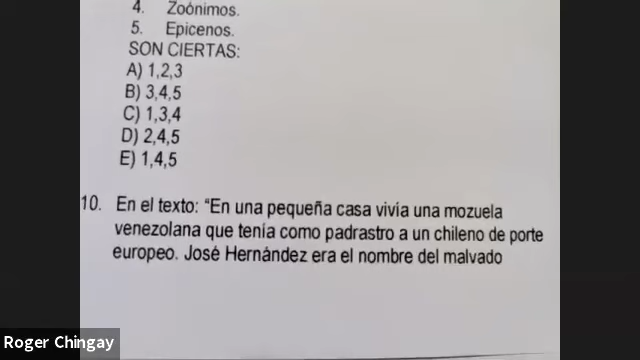 4. Zoónimos.
5. Epicenos.
SON CIERTAS:
A) 1,2,3
B) 3,4,5
C) 1,3,4
D) 2,4,5
E) 1,4,5
10. En el texto: “En una pequeña casa vivía una mozuela
venezolana que tenía como padrastro a un chileno de porte
europeo. José Hernández era el nombre del malvado
Roger Chingay